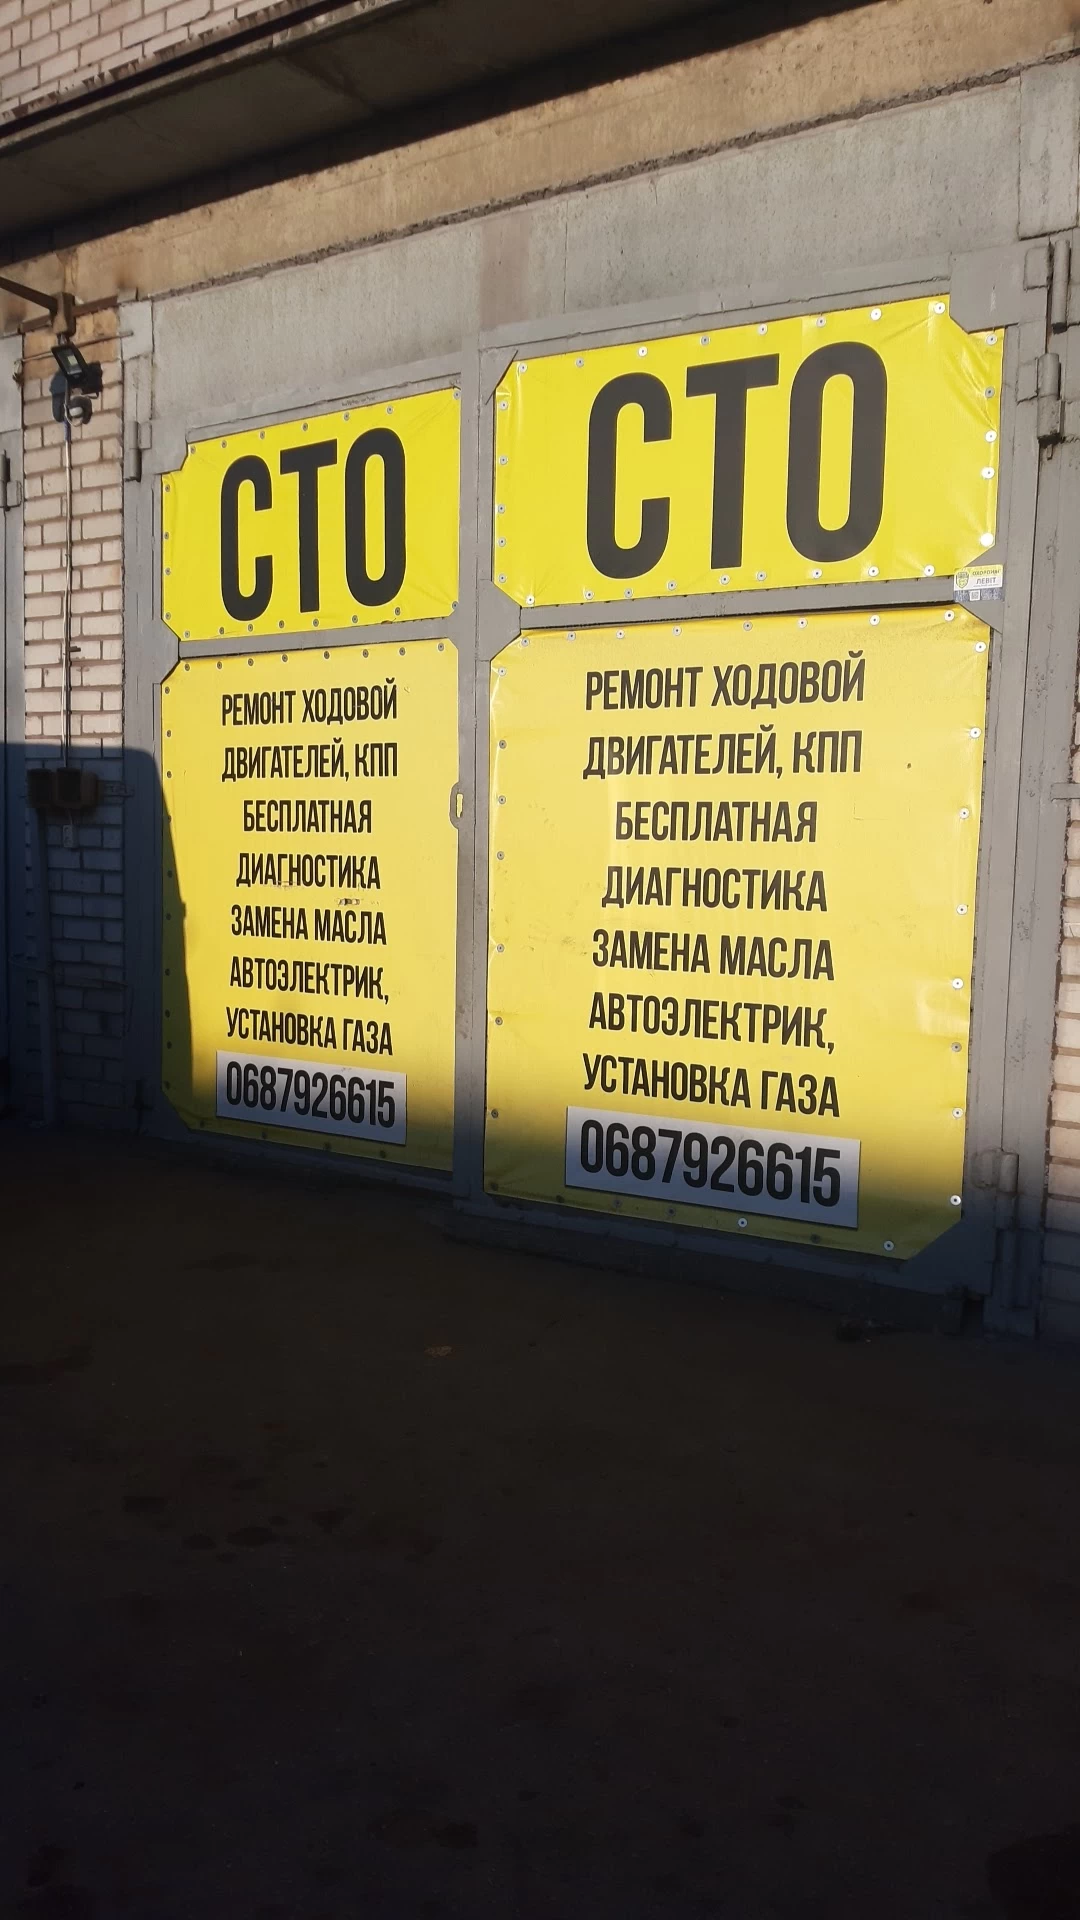 СТО
РЕМОНТ ХОДОВОЙ
ДВИГАТЕЛЕЙ, КПП
БЕСПЛАТНАЯ
ДИАГНОСТИКА
ЗАМЕНА МАСЛА
АВТОЭЛЕКТРИК,
УСТАНОВКА ГАЗА
0687926615
СТО
РЕМОНТ ХОДОВОЙ
ДВИГАТЕЛЕЙ, КПП
БЕСПЛАТНАЯ
ДИАГНОСТИКА
ЗАМЕНА МАСЛА
АВТОЭЛЕКТРИК,
УСТАНОВКА ГАЗА
0687926615
ЛЕВІТ